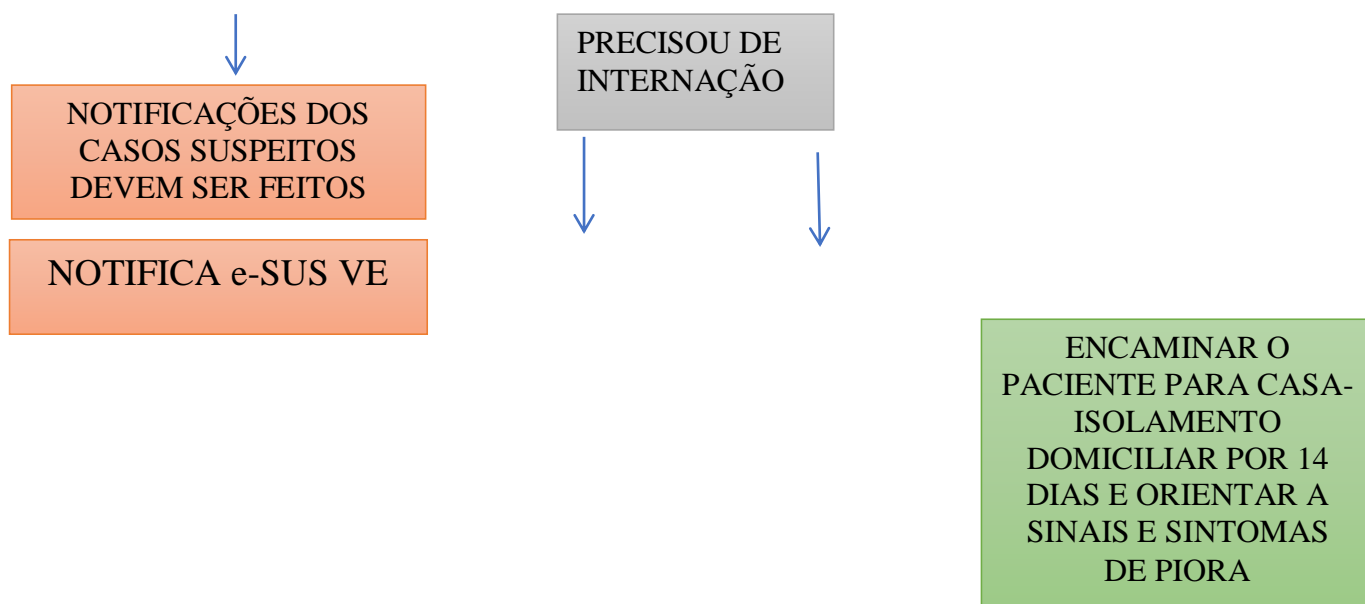 NOTIFICAÇÕES DOS
CASOS SUSPEITOS
DEVEM SER FEITOS
NOTIFICA e-SUS VE
PRECISOU DE
INTERNAÇÃO
ENCAMINAR O
PACIENTE PARA CASA-
ISOLAMENTO
DOMICILIAR POR 14
DIAS E ORIENTAR A
SINAIS E SINTOMAS
DE PIORA